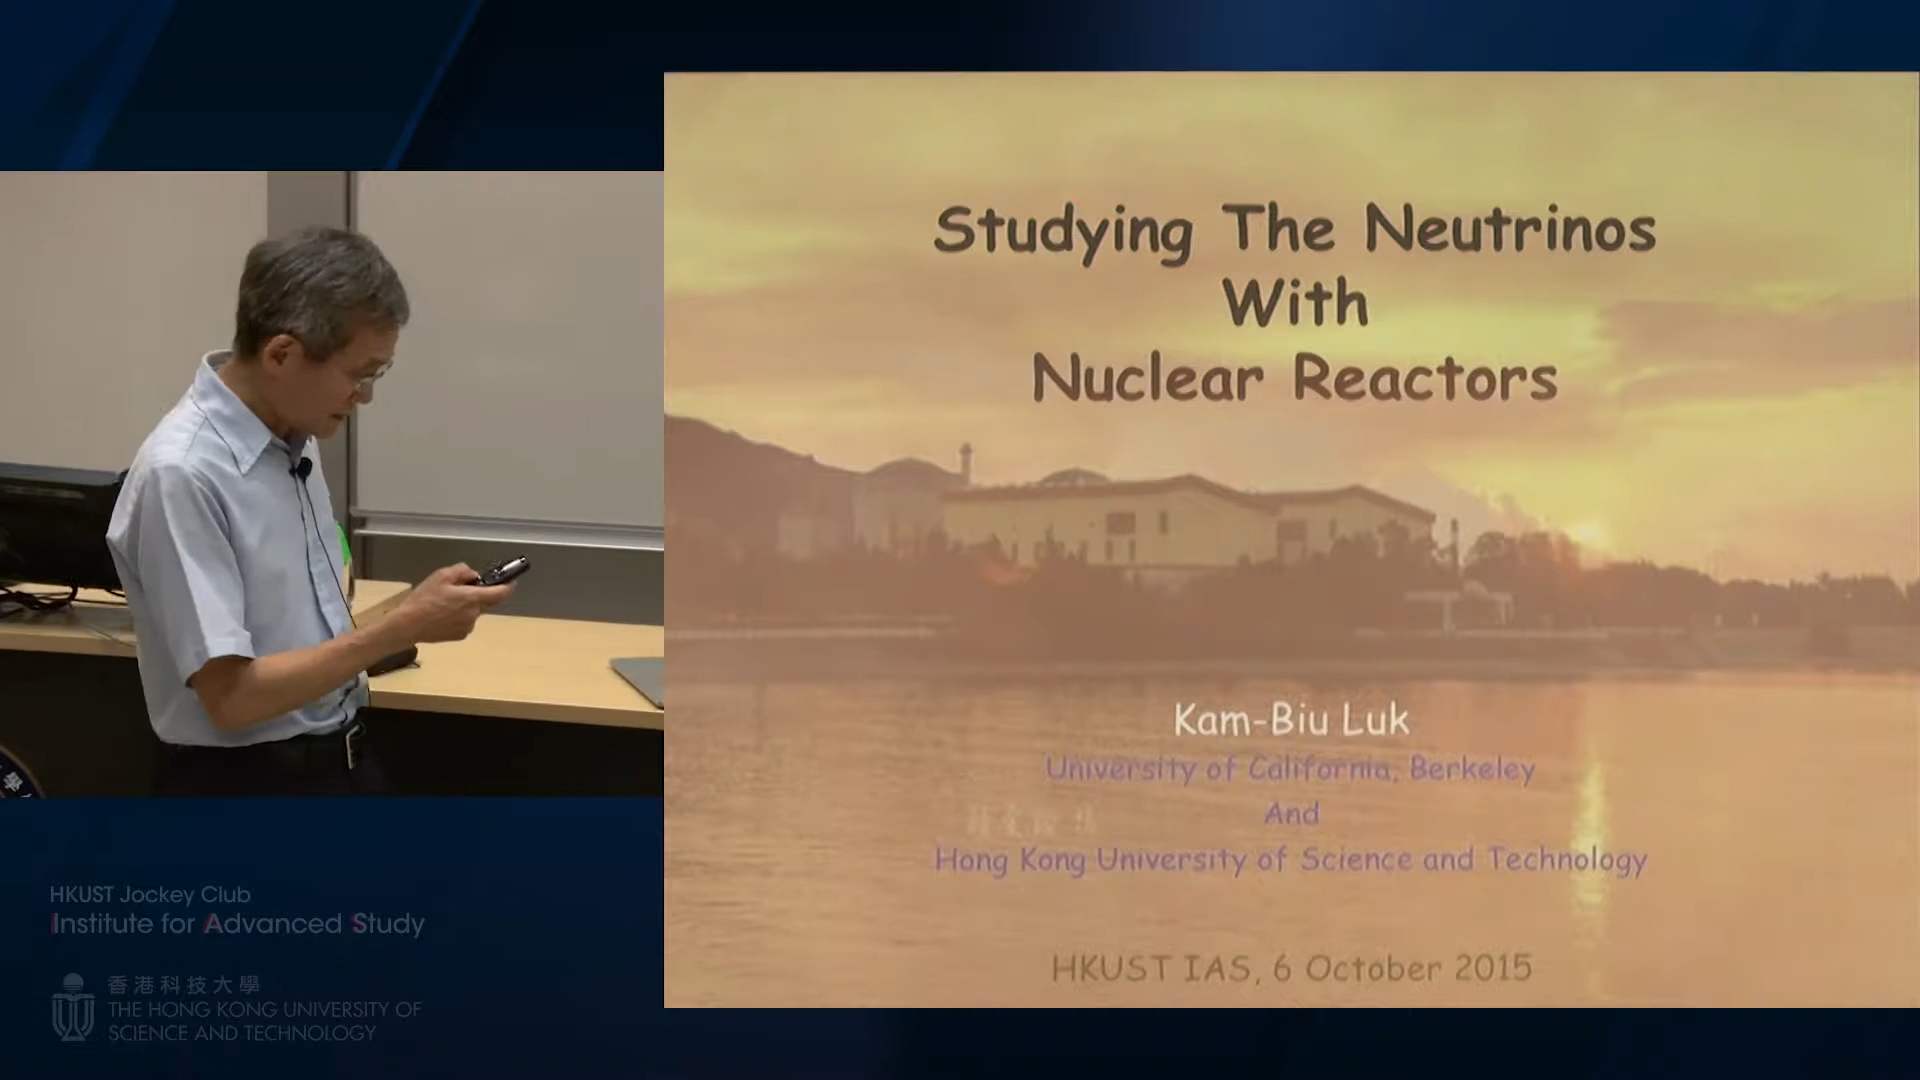 Studying The Neutrinos
With
Nuclear Reactors
Kam-Biu Luk
University of California, Berkeley
And
Hong Kong University of Science and Technology
HKUST IAS, 6 October 2015
HKUST Jockey Club
Institute for Advanced Study
香港科技大學
THE HONG KONG UNIVERSITY OF
SCIENCE AND TECHNOLOGY